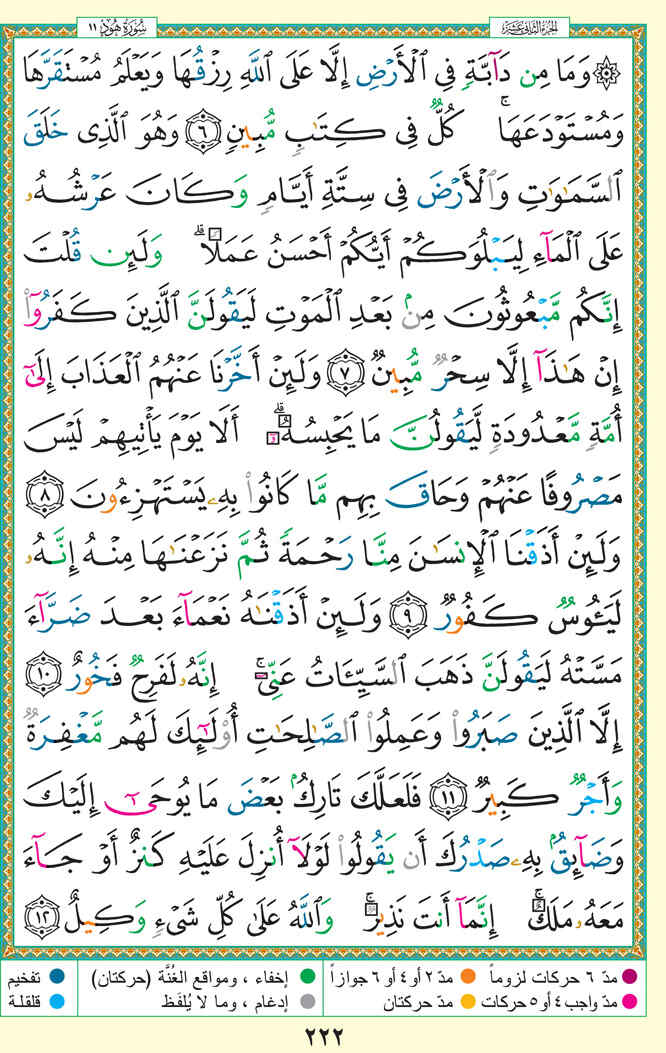 الجزء الثاني عشر
سُورَةُ هُودٍ ١١
۞ وَمَا مِن دَآبَّةٍ فِى ٱلْأَرْضِ إِلَّا عَلَى ٱللَّهِ رِزْقُهَا وَيَعْلَمُ مُسْتَقَرَّهَا
وَمُسْتَوْدَعَهَا ۚ كُلٌّ فِى كِتَٰبٍ مُّبِينٍ ٦ وَهُوَ ٱلَّذِى خَلَقَ
ٱلسَّمَٰوَٰتِ وَٱلْأَرْضَ فِى سِتَّةِ أَيَّامٍ وَكَانَ عَرْشُهُۥ
عَلَى ٱلْمَآءِ لِيَبْلُوَكُمْ أَيُّكُمْ أَحْسَنُ عَمَلًا ۗ وَلَئِن قُلْتَ
إِنَّكُم مَّبْعُوثُونَ مِنۢ بَعْدِ ٱلْمَوْتِ لَيَقُولَنَّ ٱلَّذِينَ كَفَرُوٓا۟
إِنْ هَٰذَآ إِلَّا سِحْرٌ مُّبِينٌ ٧ وَلَئِنْ أَخَّرْنَا عَنْهُمُ ٱلْعَذَابَ إِلَىٰٓ
أُمَّةٍ مَّعْدُودَةٍ لَّيَقُولُنَّ مَا يَحْبِسُهُۥٓ ۗ أَلَا يَوْمَ يَأْتِيهِمْ لَيْسَ
مَصْرُوفًا عَنْهُمْ وَحَاقَ بِهِم مَّا كَانُوا۟ بِهِۦ يَسْتَهْزِءُونَ ٨
وَلَئِنْ أَذَقْنَا ٱلْإِنسَٰنَ مِنَّا رَحْمَةً ثُمَّ نَزَعْنَٰهَا مِنْهُ إِنَّهُۥ
لَيَـُٔوسٌ كَفُورٌ ٩ وَلَئِنْ أَذَقْنَٰهُ نَعْمَآءَ بَعْدَ ضَرَّآءَ
مَسَّتْهُ لَيَقُولَنَّ ذَهَبَ ٱلسَّيِّـَٔاتُ عَنِّىٓ ۚ إِنَّهُۥ لَفَرِحٌ فَخُورٌ ١٠
إِلَّا ٱلَّذِينَ صَبَرُوا۟ وَعَمِلُوا۟ ٱلصَّٰلِحَٰتِ أُو۟لَٰٓئِكَ لَهُم مَّغْفِرَةٌ
وَأَجْرٌ كَبِيرٌ ١١ فَلَعَلَّكَ تَارِكٌۢ بَعْضَ مَا يُوحَىٰٓ إِلَيْكَ
وَضَآئِقٌۢ بِهِۦ صَدْرُكَ أَن يَقُولُوا۟ لَوْلَآ أُنزِلَ عَلَيْهِ كَنزٌ أَوْ جَآءَ
مَعَهُۥ مَلَكٌ ۚ إِنَّمَآ أَنتَ نَذِيرٌ ۚ وَٱللَّهُ عَلَىٰ كُلِّ شَىْءٍ وَكِيلٌ ١٢
مدّ ٦ حركات لزوماً مدّ ٢ أو ٤ أو ٦ جوازاً إخفاء ، ومواقع الغُنَّة (حركتان) تفخيم
مدّ واجب ٤ أو ٥ حركات مدّ حركتان إدغام ، وما لا يُلفَظ قلقلة
٢٢٢